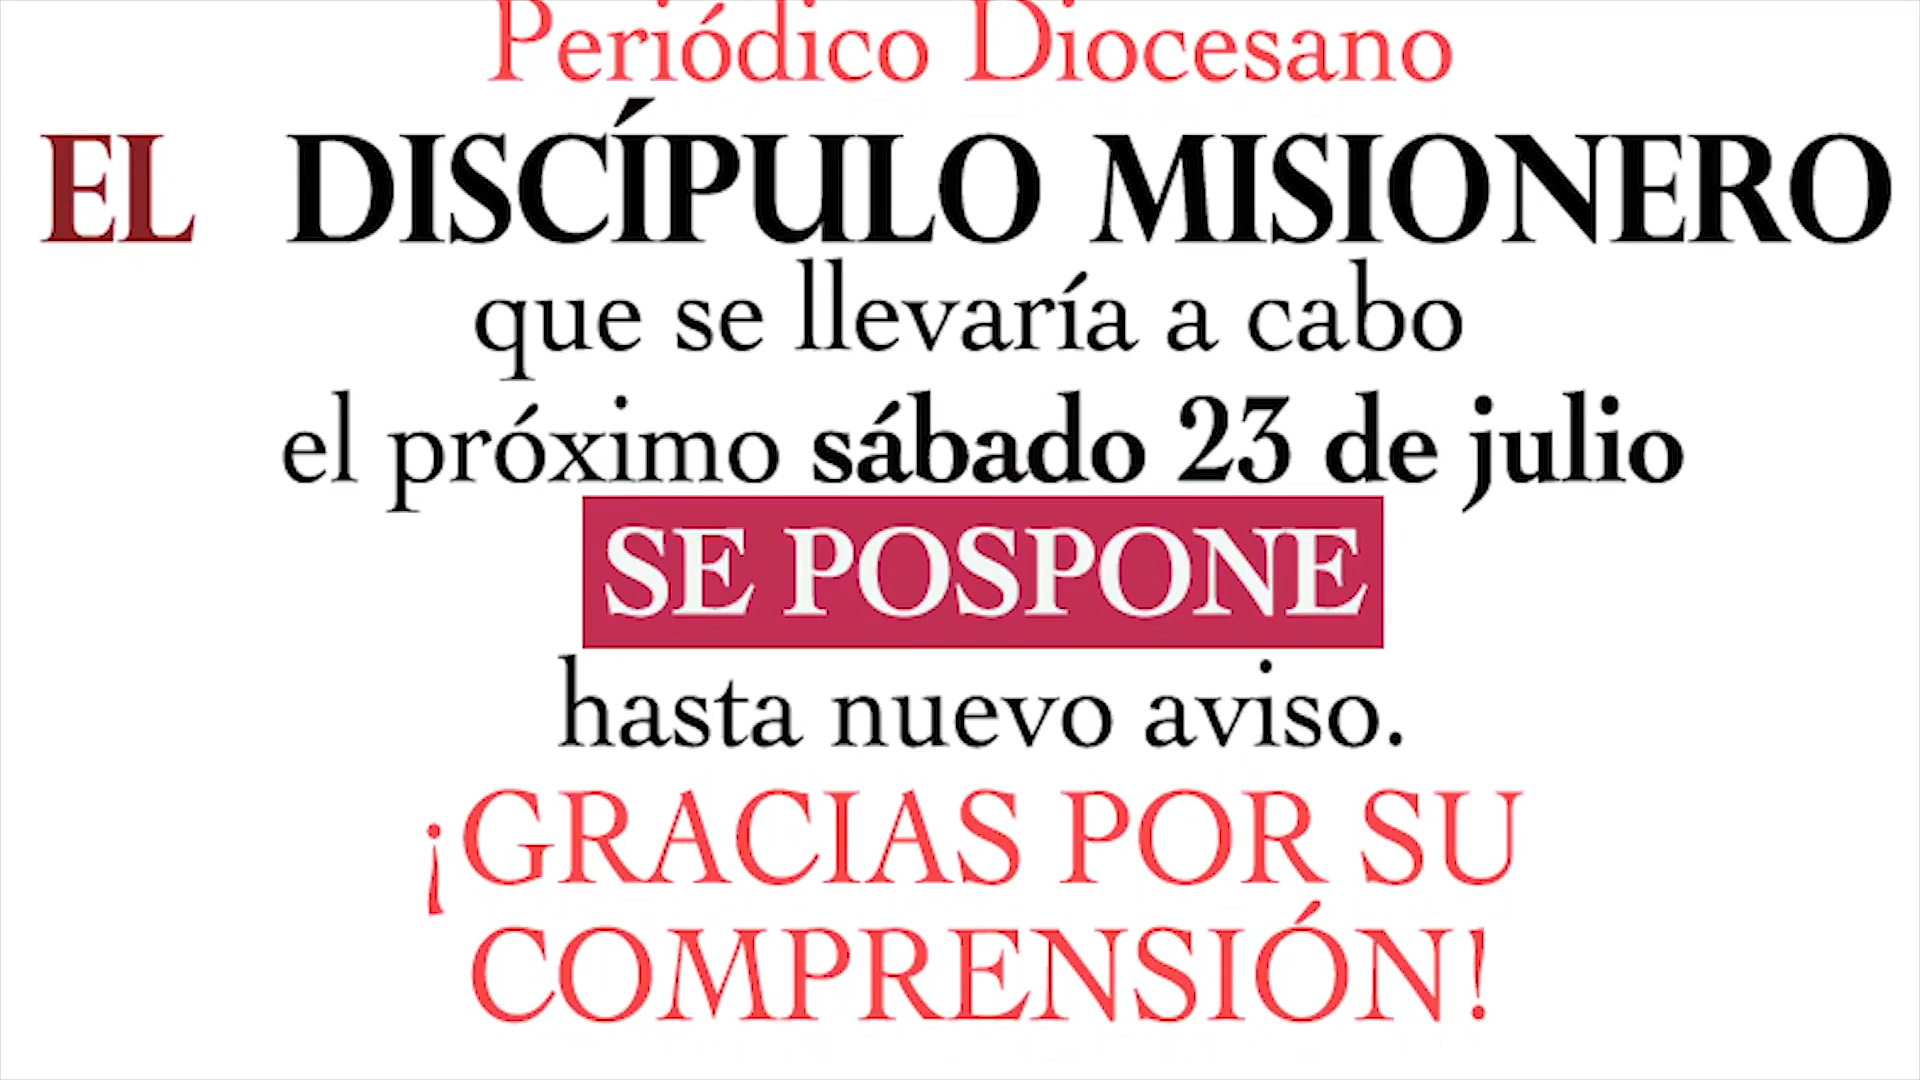 Periódico Diocesano
EL DISCÍPULO MISIONERO
que se llevaría a cabo
el próximo sábado 23 de julio
SE POSPONE
hasta nuevo aviso.
¡GRACIAS POR SU
COMPRENSIÓN!